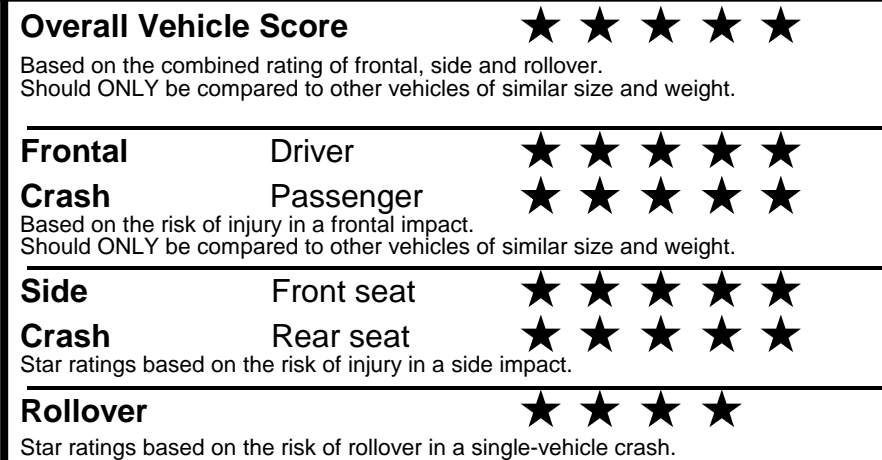 Overall Vehicle Score ★ ★ ★ ★ ★
Based on the combined rating of frontal, side and rollover.
Should ONLY be compared to other vehicles of similar size and weight.
Frontal Driver ★ ★ ★ ★ ★
Crash Passenger ★ ★ ★ ★ ★
Based on the risk of injury in a frontal impact.
Should ONLY be compared to other vehicles of similar size and weight.
Side Front seat ★ ★ ★ ★ ★
Crash Rear seat ★ ★ ★ ★ ★
Star ratings based on the risk of injury in a side impact.
Rollover ★ ★ ★ ★
Star ratings based on the risk of rollover in a single-vehicle crash.